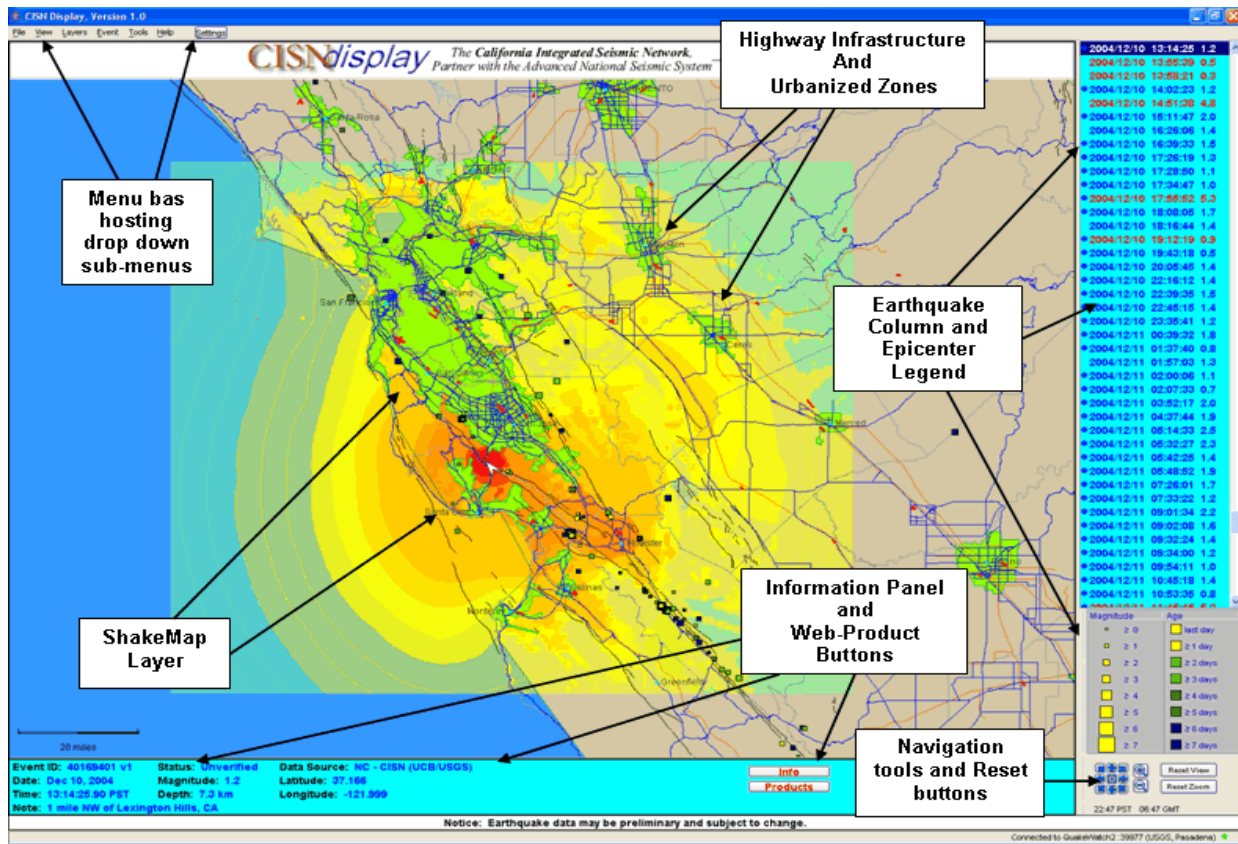 CISN Display, Version 1.0
File View Layers Event Tools Help Settings
CISNdisplay
The California Integrated Seismic Network,
Partner with the Advanced National Seismic System
Highway Infrastructure
And
Urbanized Zones
Menu bas
hosting
drop down
sub-menus
Earthquake
Column and
Epicenter
Legend
ShakeMap
Layer
Information Panel
and
Web-Product
Buttons
Navigation
tools and Reset
buttons
Santa Rosa
San Francisco
Ceres
Merced
Hollister
Salinas
Monterey
Greenfield
20 miles
2004/12/10 13:14:25 1.2
2004/12/10 13:55:39 0.5
2004/12/10 13:58:21 0.3
2004/12/10 14:02:23 1.2
2004/12/10 14:51:38 4.8
2004/12/10 15:11:47 2.0
2004/12/10 16:26:06 1.4
2004/12/10 16:39:33 1.5
2004/12/10 17:26:19 1.3
2004/12/10 17:28:50 1.1
2004/12/10 17:34:47 1.0
2004/12/10 17:56:52 5.3
2004/12/10 18:08:05 1.7
2004/12/10 18:16:44 1.4
2004/12/10 19:12:19 0.9
2004/12/10 19:43:18 0.5
2004/12/10 20:05:45 1.4
2004/12/10 22:16:12 1.4
2004/12/10 22:39:35 1.5
2004/12/10 22:45:15 1.4
2004/12/10 23:35:41 1.2
2004/12/11 00:39:32 1.8
2004/12/11 01:37:40 0.8
2004/12/11 01:57:03 1.3
2004/12/11 02:00:06 1.1
2004/12/11 02:07:33 0.7
2004/12/11 03:52:17 2.0
2004/12/11 04:37:44 1.9
2004/12/11 05:14:33 2.5
2004/12/11 05:32:27 2.3
2004/12/11 05:42:25 1.4
2004/12/11 05:48:52 1.9
2004/12/11 07:26:01 1.7
2004/12/11 07:33:22 1.2
2004/12/11 09:01:34 2.2
2004/12/11 09:02:08 1.6
2004/12/11 09:32:24 1.4
2004/12/11 09:34:00 1.2
2004/12/11 09:54:11 1.0
2004/12/11 10:45:18 1.4
2004/12/11 10:53:35 0.8
Magnitude Age
≥ 0 last day
≥ 1 ≥ 1 day
≥ 2 ≥ 2 days
≥ 3 ≥ 3 days
≥ 4 ≥ 4 days
≥ 5 ≥ 5 days
≥ 6 ≥ 6 days
≥ 7 ≥ 7 days
Reset View
Reset Zoom
22:47 PST 06:47 GMT
Event ID: 40169401 v1 Status: Unverified Data Source: NC - CISN (UCB/USGS)
Date: Dec 10, 2004 Magnitude: 1.2 Latitude: 37.166
Time: 13:14:25.90 PST Depth: 7.3 km Longitude: -121.999
Note: 1 mile NW of Lexington Hills, CA
Info
Products
Notice: Earthquake data may be preliminary and subject to change.
Connected to QuakeWatch2::39977 (USGS, Pasadena)